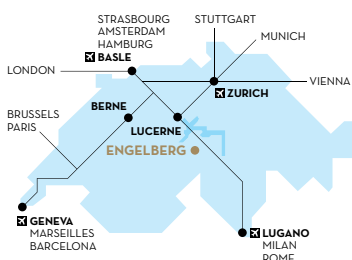 STRASBOURG
AMSTERDAM
HAMBURG
BASLE
STUTTGART
MUNICH
LONDON
VIENNA
ZURICH
BERNE
BRUSSELS
PARIS
LUCERNE
ENGELBERG
GENEVA
MARSEILLES
BARCELONA
LUGANO
MILAN
ROME